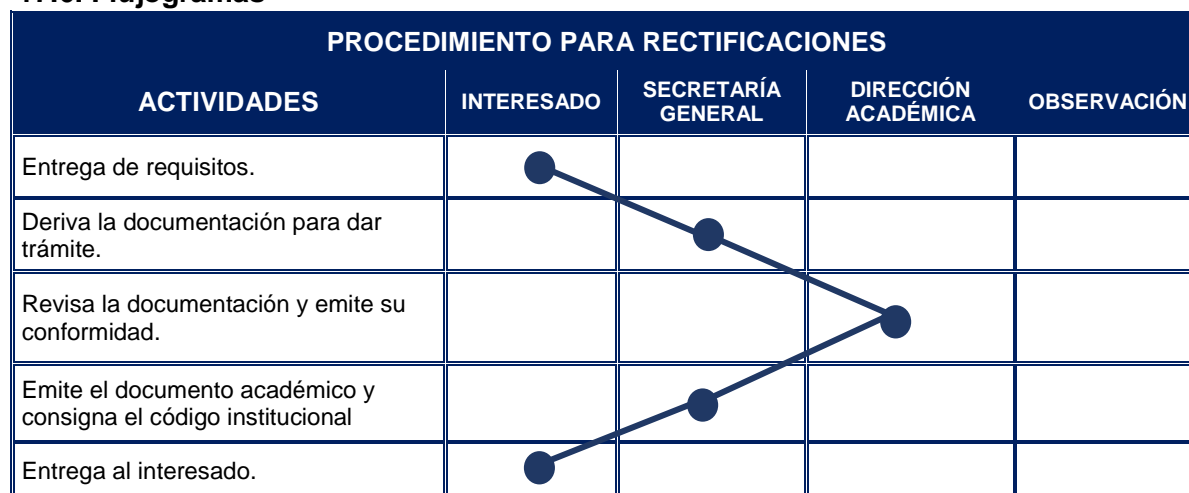 Flujogramas
PROCEDIMIENTO PARA RECTIFICACIONES
ACTIVIDADES
INTERESADO
SECRETARÍA
GENERAL
DIRECCIÓN
ACADÉMICA
OBSERVACIÓN
Entrega de requisitos.
Deriva la documentación para dar
trámite.
Revisa la documentación y emite su
conformidad.
Emite el documento académico y
consigna el código institucional
Entrega al interesado.